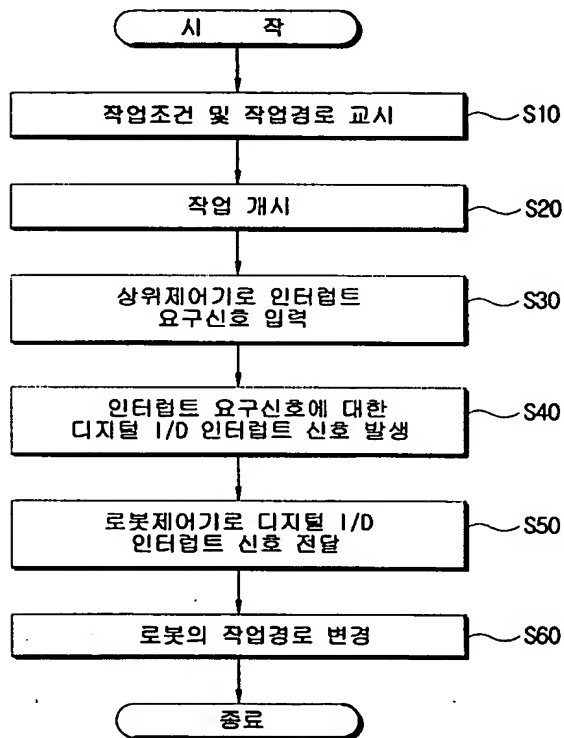 시 작
작업조건 및 작업경로 교시
S10
작업 개시
S20
상위제어기로 인터럽트
요구신호 입력
S30
인터럽트 요구신호에 대한
디지털 I/D 인터럽트 신호 발생
S40
로봇제어기로 디지털 I/D
인터럽트 신호 전달
S50
로봇의 작업경로 변경
S60
종료